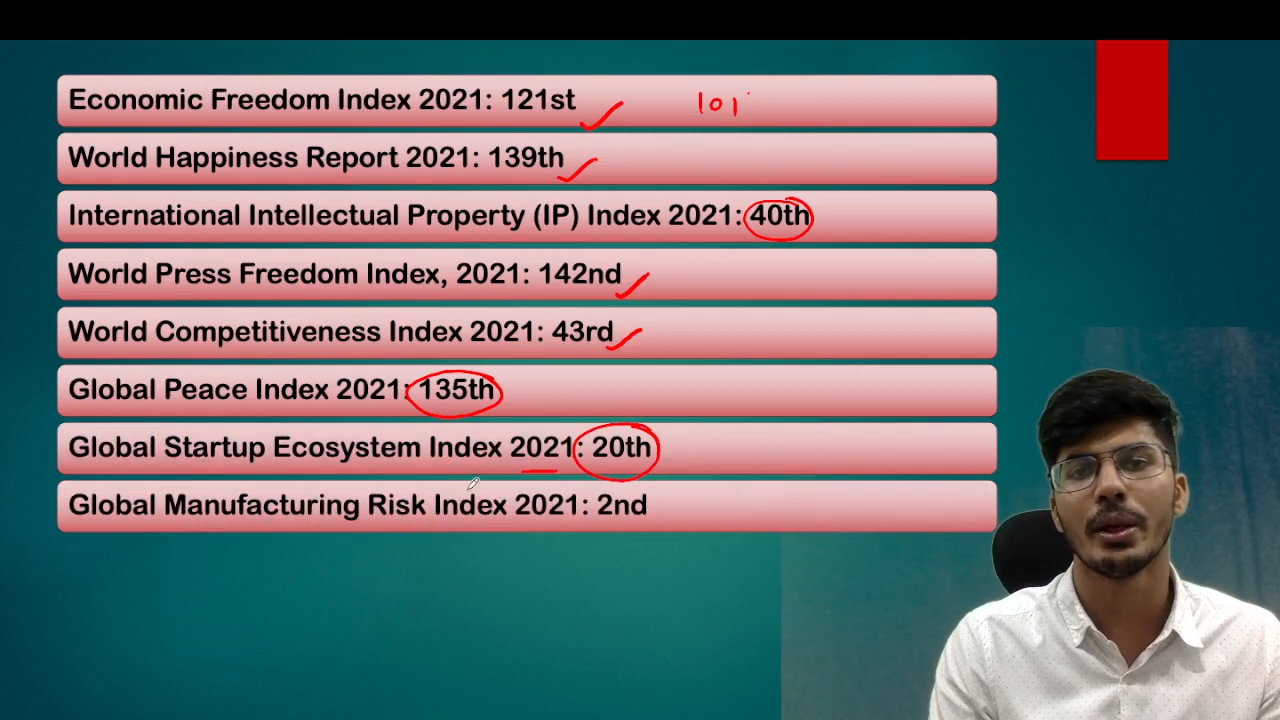 Economic Freedom Index 2021: 121st 101
World Happiness Report 2021: 139th
International Intellectual Property (IP) Index 2021: 40th
World Press Freedom Index, 2021: 142nd
World Competitiveness Index 2021: 43rd
Global Peace Index 2021: 135th
Global Startup Ecosystem Index 2021: 20th
Global Manufacturing Risk Index 2021: 2nd